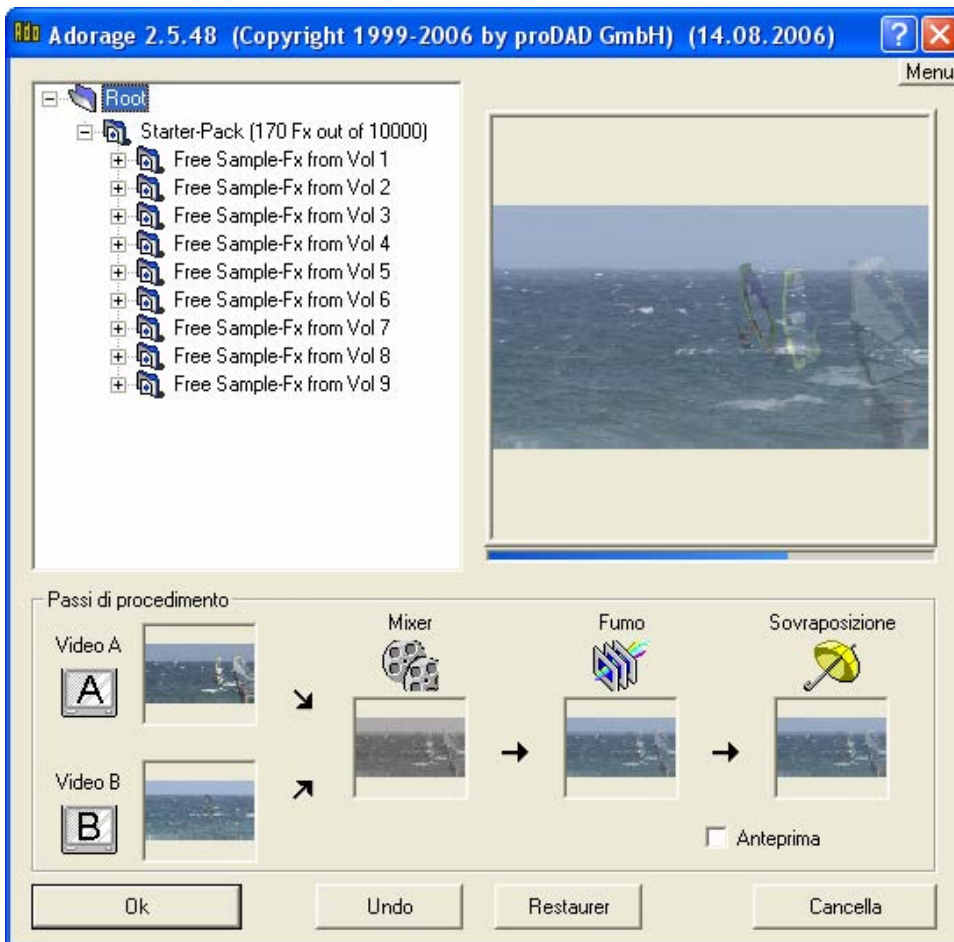 Ado Adorage 2.5.48 (Copyright 1999-2006 by proDAD GmbH) (14.08.2006)
Menu
Root
Starter-Pack (170 Fx out of 10000)
Free Sample-Fx from Vol 1
Free Sample-Fx from Vol 2
Free Sample-Fx from Vol 3
Free Sample-Fx from Vol 4
Free Sample-Fx from Vol 5
Free Sample-Fx from Vol 6
Free Sample-Fx from Vol 7
Free Sample-Fx from Vol 8
Free Sample-Fx from Vol 9
Passi di procedimento
Video A
A
Mixer
Fumo
Sovraposizione
Video B
B
Anteprima
Ok
Undo
Restaurer
Cancella